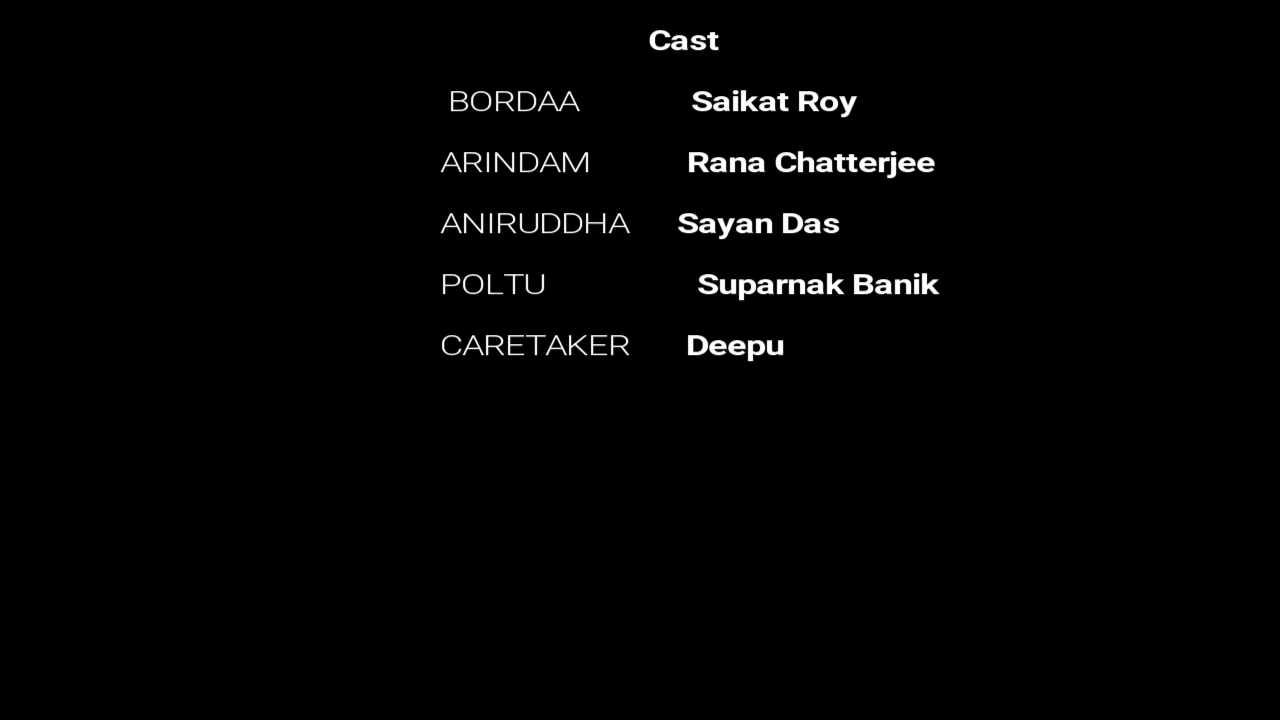 Cast
BORDAA Saikat Roy
ARINDAM Rana Chatterjee
ANIRUDDHA Sayan Das
POLTU Suparnak Banik
CARETAKER Deepu